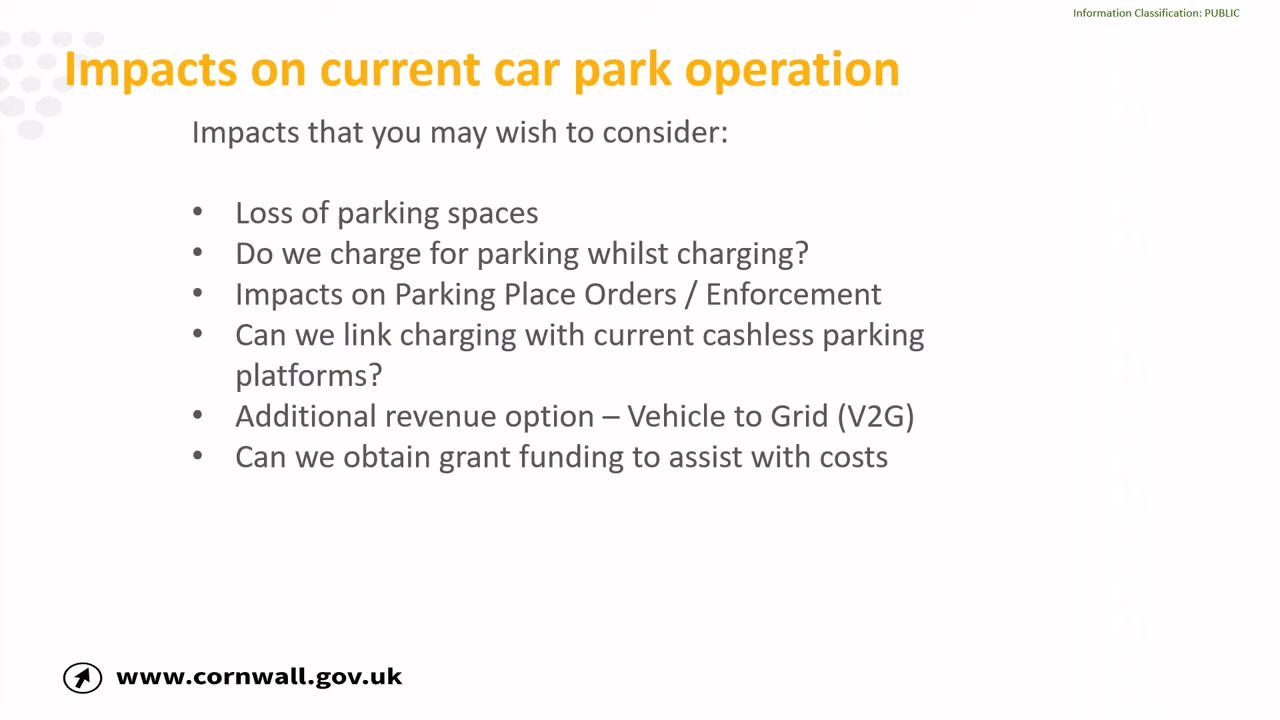 Information Classification: PUBLIC
Impacts on current car park operation
Impacts that you may wish to consider:
• Loss of parking spaces
• Do we charge for parking whilst charging?
• Impacts on Parking Place Orders / Enforcement
• Can we link charging with current cashless parking
platforms?
• Additional revenue option – Vehicle to Grid (V2G)
• Can we obtain grant funding to assist with costs
www.cornwall.gov.uk